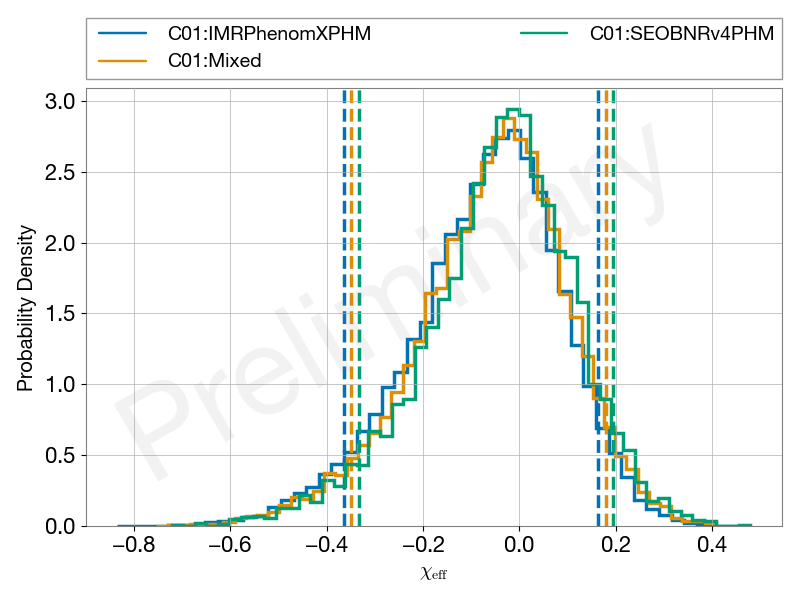 C01:IMRPhenomXPHM
C01:Mixed
C01:SEOBNRv4PHM
Preliminary
Probability Density
3.0
2.5
2.0
1.5
1.0
0.5
0.0
−0.8 −0.6 −0.4 −0.2 0.0 0.2 0.4
χeff